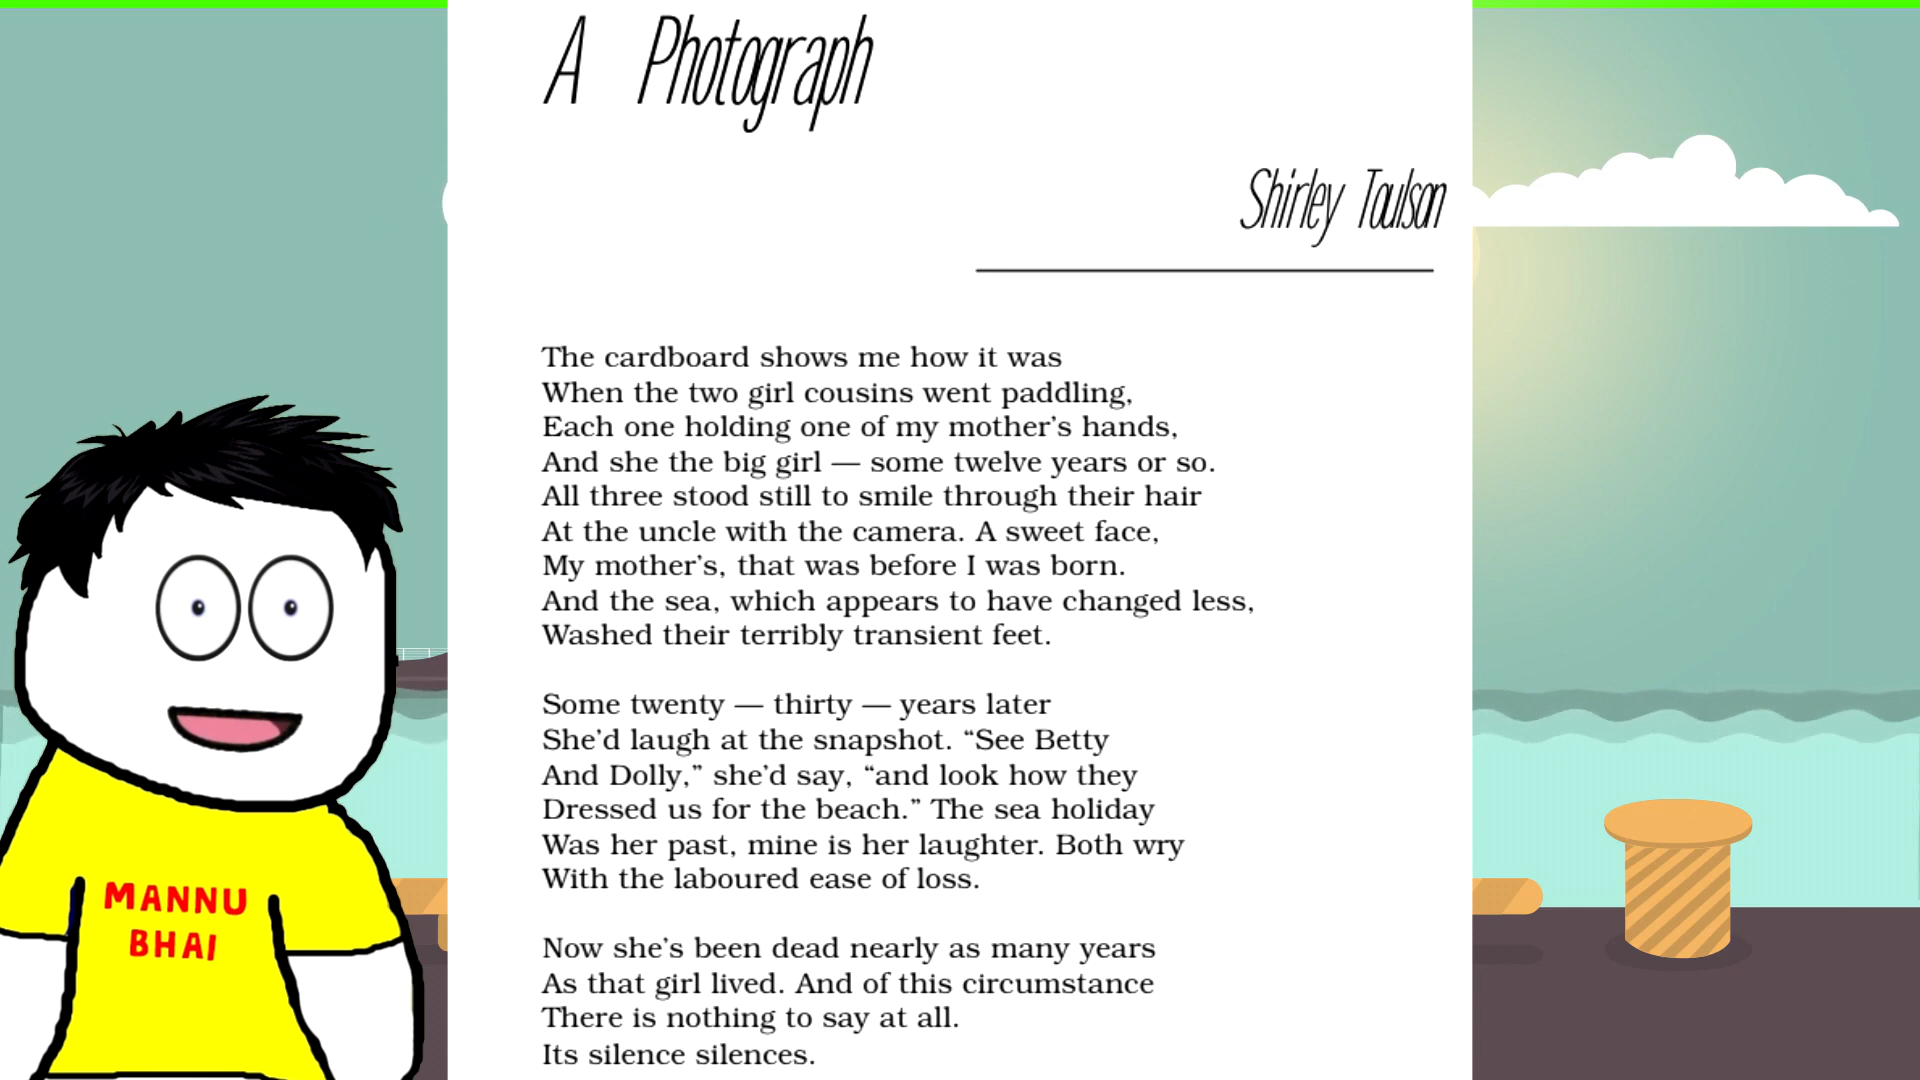 A Photograph
Shirley Toulson
The cardboard shows me how it was
When the two girl cousins went paddling,
Each one holding one of my mother’s hands,
And she the big girl — some twelve years or so.
All three stood still to smile through their hair
At the uncle with the camera. A sweet face,
My mother’s, that was before I was born.
And the sea, which appears to have changed less,
Washed their terribly transient feet.
Some twenty — thirty — years later
She’d laugh at the snapshot. “See Betty
And Dolly,” she’d say, “and look how they
Dressed us for the beach.” The sea holiday
Was her past, mine is her laughter. Both wry
With the laboured ease of loss.
Now she’s been dead nearly as many years
As that girl lived. And of this circumstance
There is nothing to say at all.
Its silence silences.
MANNU
BHAI